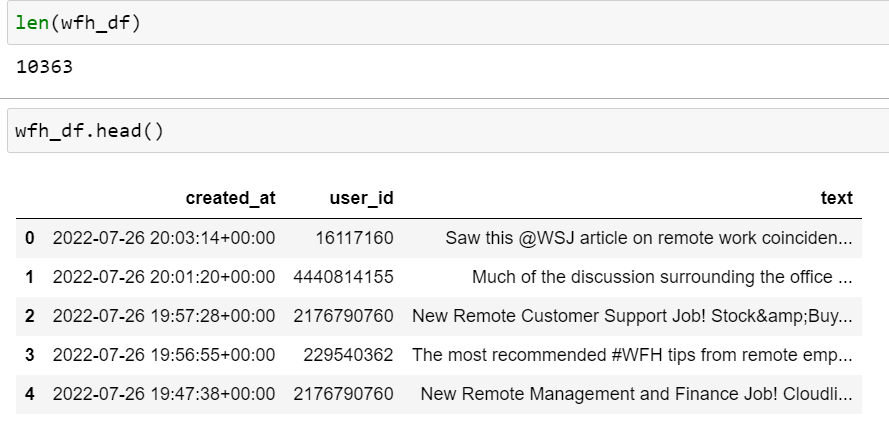 len(wfh_df)
10363
wfh_df.head()
created_at user_id text
0 2022-07-26 20:03:14+00:00 16117160 Saw this @WSJ article on remote work coinciden...
1 2022-07-26 20:01:20+00:00 4440814155 Much of the discussion surrounding the office ...
2 2022-07-26 19:57:28+00:00 2176790760 New Remote Customer Support Job! Stock&amp;Buy...
3 2022-07-26 19:56:55+00:00 229540362 The most recommended #WFH tips from remote emp...
4 2022-07-26 19:47:38+00:00 2176790760 New Remote Management and Finance Job! Cloudli...